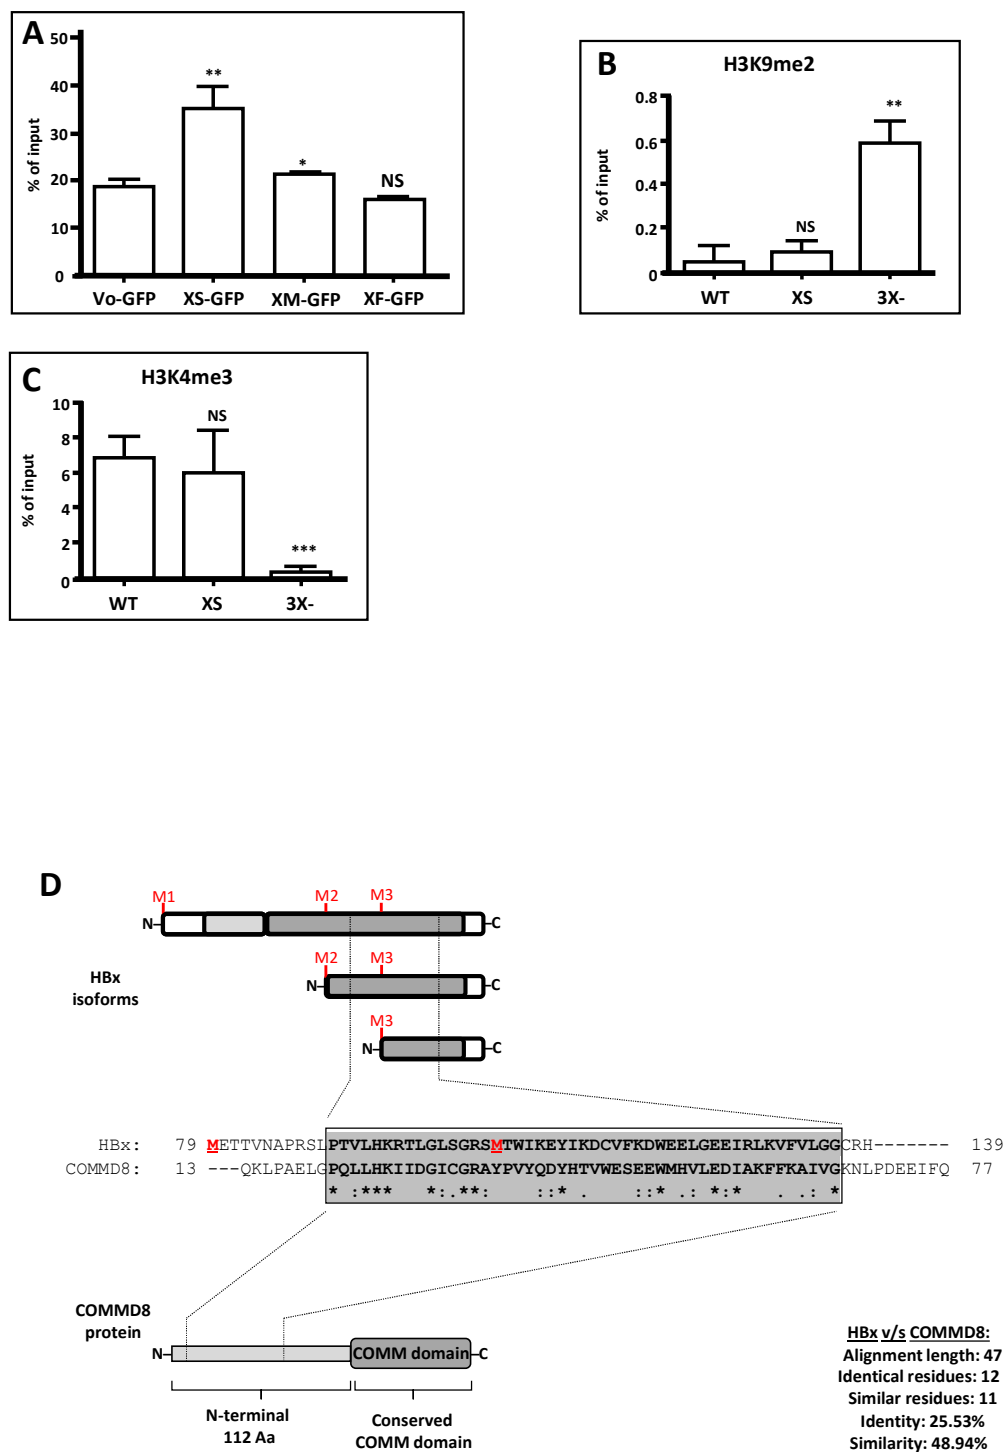 A
% of input
50
40
30
20
10
0
**
*
NS
Vo-GFP XS-GFP XM-GFP XF-GFP
B
H3K9me2
% of input
0.8
0.6
0.4
0.2
0
NS
**
WT XS 3X-
C
H3K4me3
% of input
10
8
6
4
2
0
NS
***
WT XS 3X-
D
M1 M2 M3
N C
M2 M3
N C
HBx
isoforms
M3
N C
HBx: 79 METTVNAPRSLPTVLHKRTLGLSGRSMTWIKEYIKDCVFKDWEELGEEIRLKVFVLGGCRH------- 139
COMMD8: 13 ---QKLPAELGPQLLHKIIDGICGRAYPVYQDYHTVWESEEWMHVLEDIAKFFKAIVGKNLPDEEIFQ 77
* :*** *:.**: ::* . ::* .:*:* . .: *
COMMD8
protein
N COMM domain C
N-terminal
112 Aa
Conserved
COMM domain
HBx v/s COMMD8:
Alignment length: 47
Identical residues: 12
Similar residues: 11
Identity: 25.53%
Similarity: 48.94%